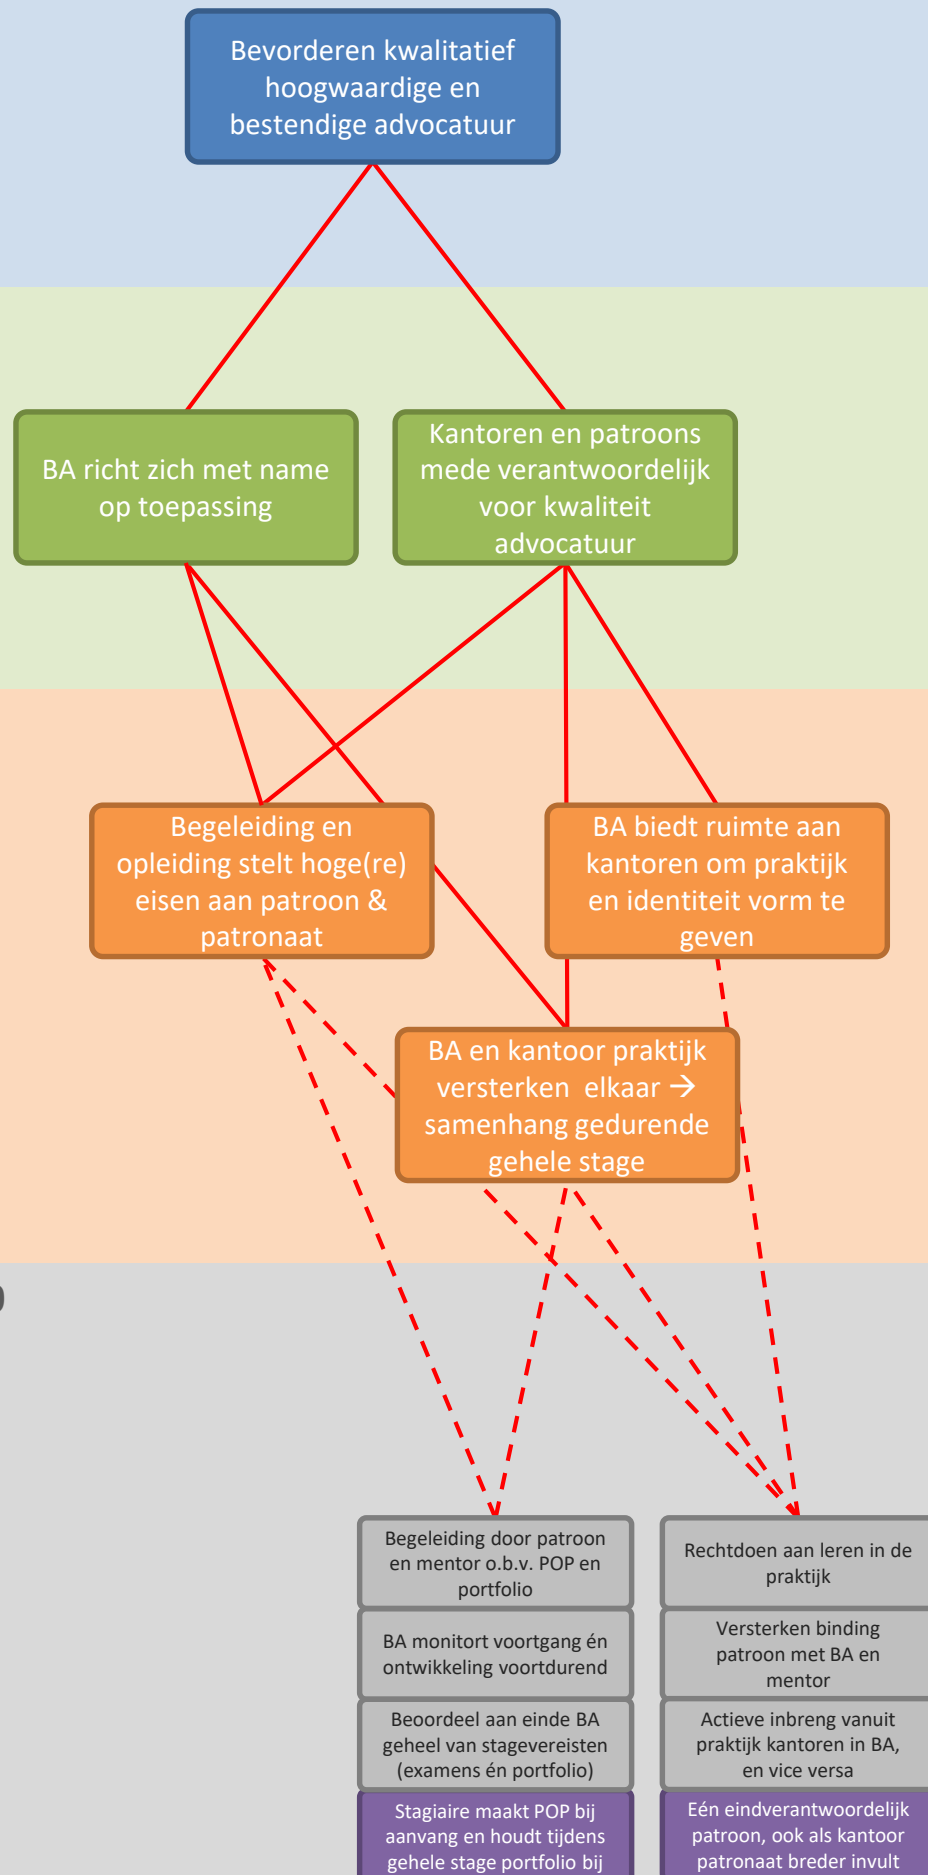 Bevorderen kwalitatief
hoogwaardige en
bestendige advocatuur
BA richt zich met name
op toepassing
Kantoren en patroons
mede verantwoordelijk
voor kwaliteit
advocatuur
Begeleiding en
opleiding stelt hoge(re)
eisen aan patroon &
patronaat
BA biedt ruimte aan
kantoren om praktijk
en identiteit vorm te
geven
BA en kantoor praktijk
versterken elkaar →
samenhang gedurende
gehele stage
Begeleiding door patroon
en mentor o.b.v. POP en
portfolio
BA monitort voortgang én
ontwikkeling voortdurend
Beoordeel aan einde BA
geheel van stagevereisten
(examens én portfolio)
Stagiaire maakt POP bij
aanvang en houdt tijdens
gehele stage portfolio bij
Rechtdoen aan leren in de
praktijk
Versterken binding
patroon met BA en
mentor
Actieve inbreng vanuit
praktijk kantoren in BA,
en vice versa
Eén eindverantwoordelijk
patroon, ook als kantoor
patronaat breder invult